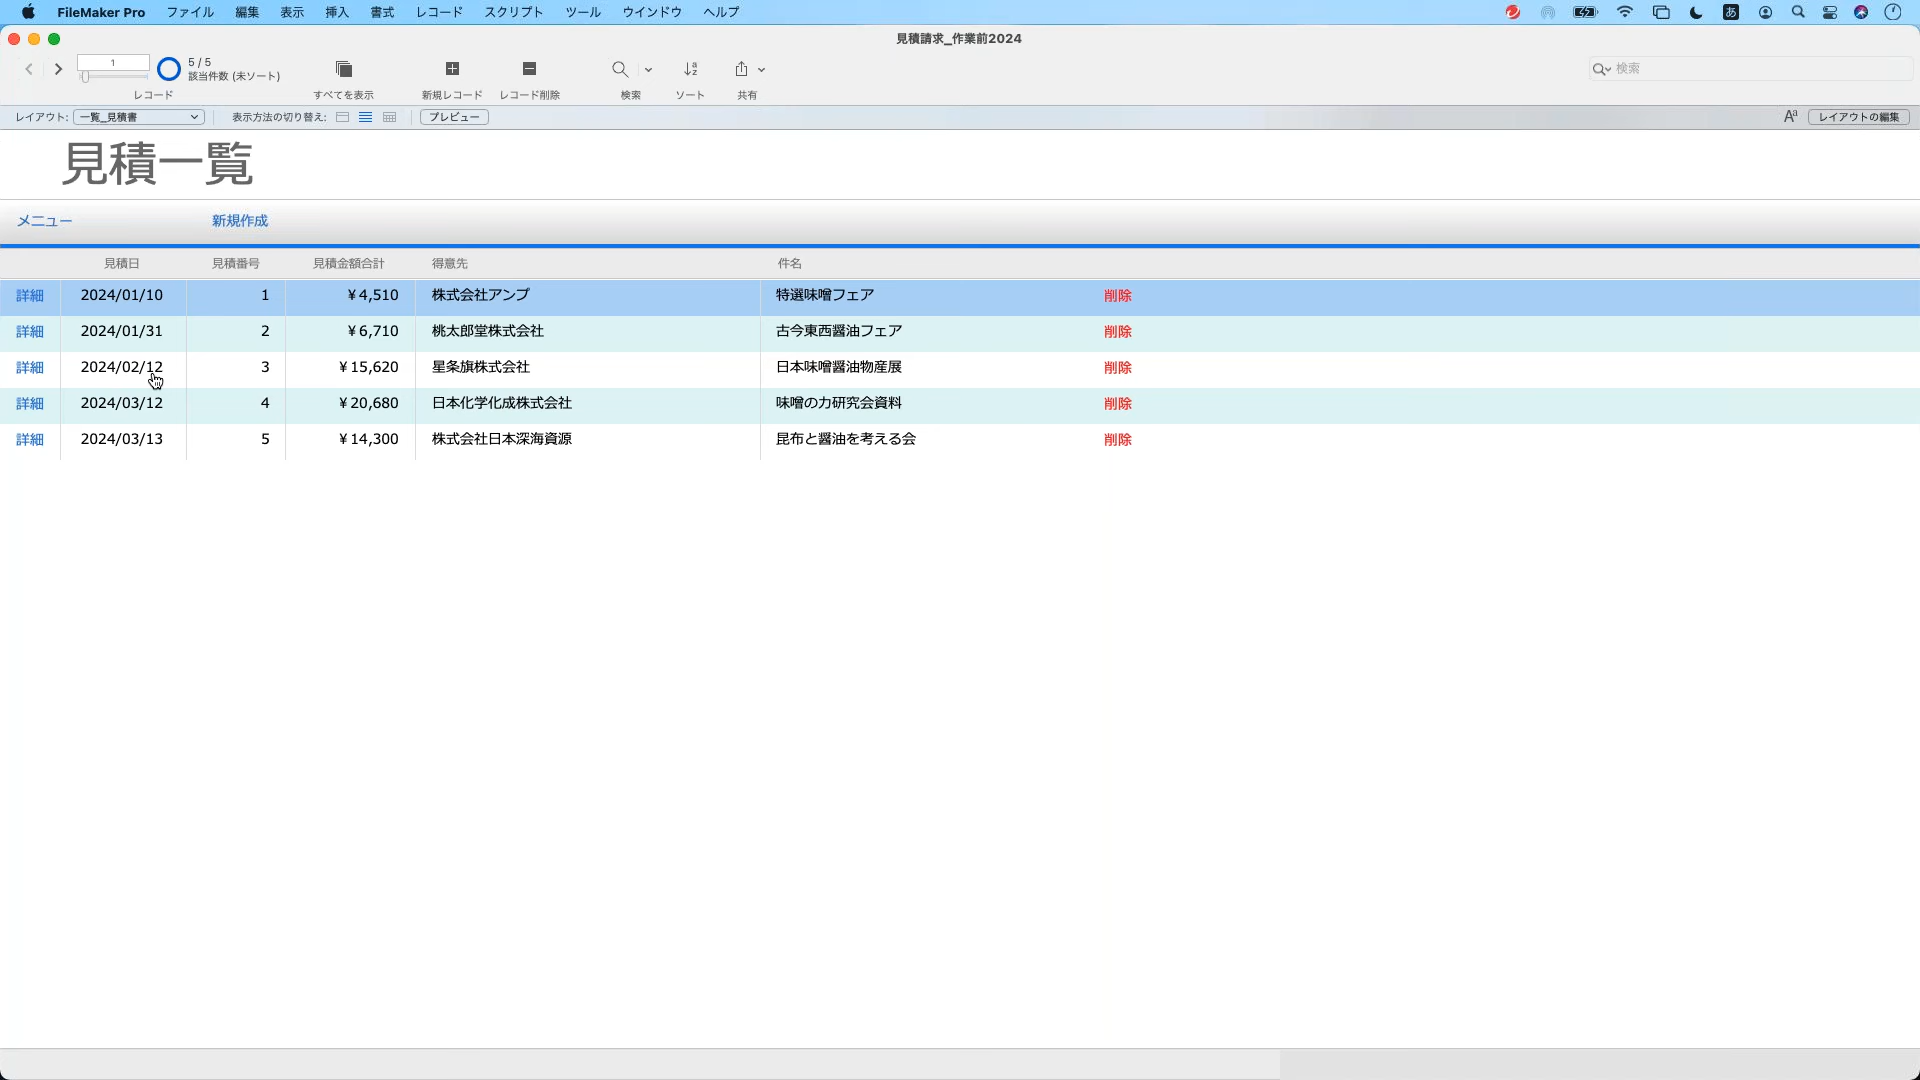 FileMaker Pro ファイル 編集 表示 挿入 書式 レコード スクリプト ツール ウインドウ ヘルプ あ
見積請求_作業前2024
1 5 / 5 該当件数 (未ソート) 検索
レコード すべてを表示 新規レコード レコード削除 検索 ソート 共有
レイアウト: 一覧_見積書 表示方法の切り替え: プレビュー Aa レイアウトの編集
見積一覧
メニュー 新規作成
見積日 見積番号 見積金額合計 得意先 件名
詳細 2024/01/10 1 ¥4,510 株式会社アンプ 特選味噌フェア 削除
詳細 2024/01/31 2 ¥6,710 桃太郎堂株式会社 古今東西醤油フェア 削除
詳細 2024/02/12 3 ¥15,620 星条旗株式会社 日本味噌醤油物産展 削除
詳細 2024/03/12 4 ¥20,680 日本化学化成株式会社 味噌の力研究会資料 削除
詳細 2024/03/13 5 ¥14,300 株式会社日本深海資源 昆布と醤油を考える会 削除